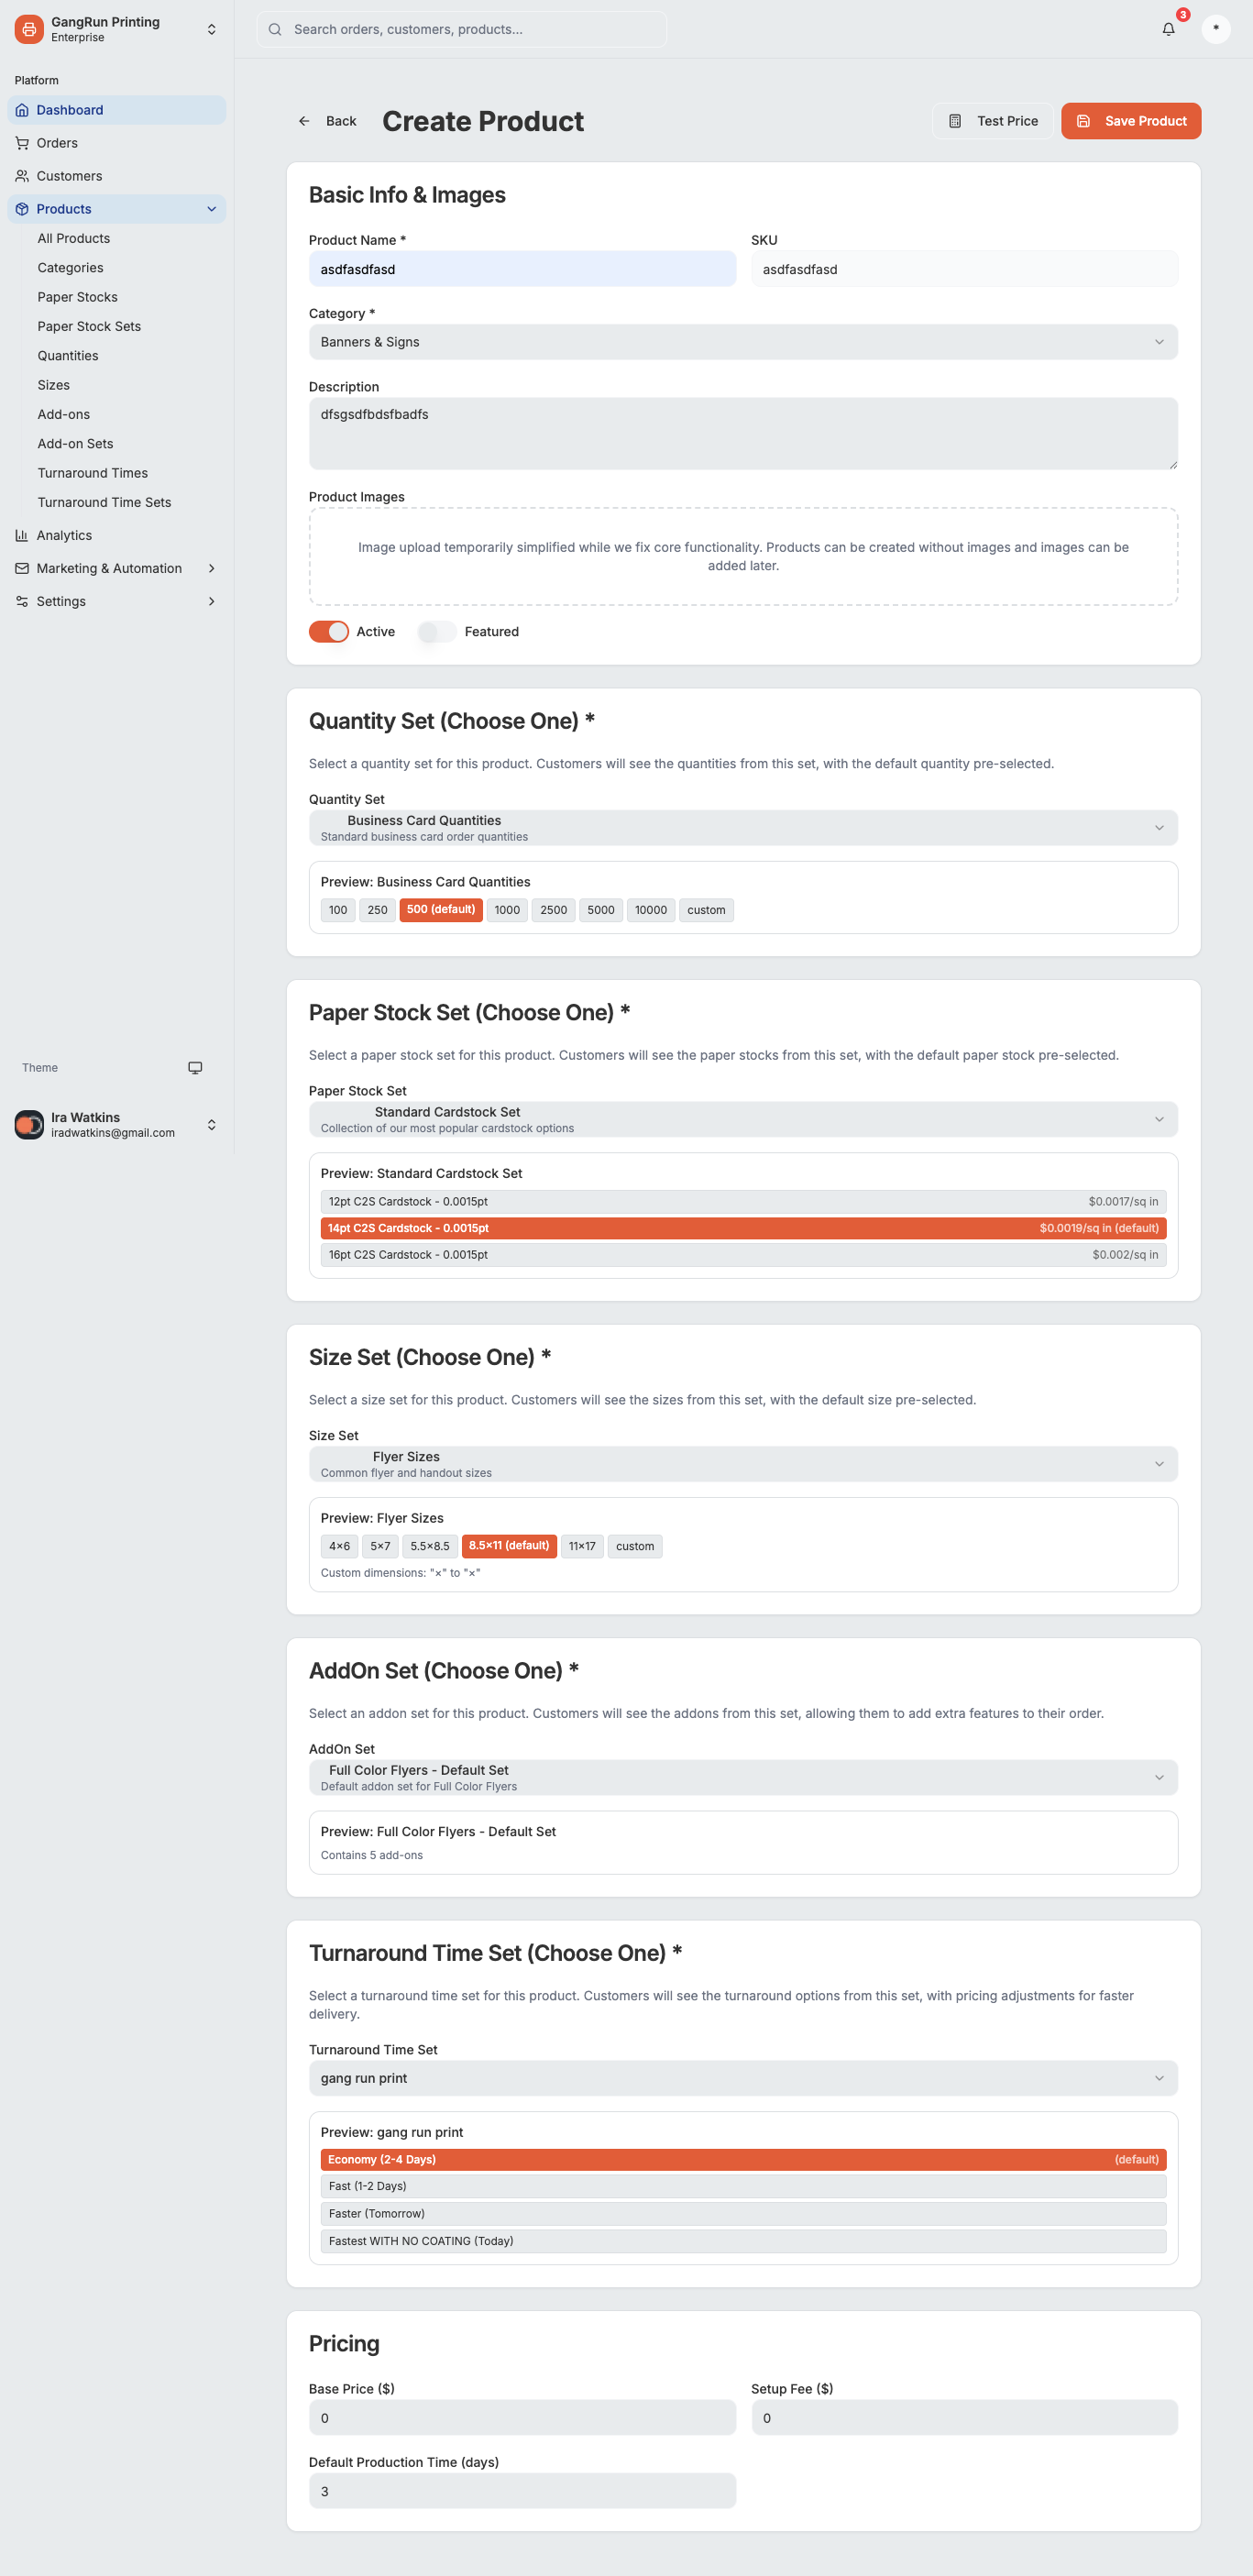 GangRun Printing
Enterprise
Search orders, customers, products...
3
*
Platform
Dashboard
Orders
Customers
Products
All Products
Categories
Paper Stocks
Paper Stock Sets
Quantities
Sizes
Add-ons
Add-on Sets
Turnaround Times
Turnaround Time Sets
Analytics
Marketing & Automation
Settings
Theme
Ira Watkins
iradwatkins@gmail.com
Back
Create Product
Test Price
Save Product
Basic Info & Images
Product Name *
SKU
asdfasdfasd
asdfasdfasd
Category *
Banners & Signs
Description
dfsgsdfbdsfbadfs
Product Images
Image upload temporarily simplified while we fix core functionality. Products can be created without images and images can be
added later.
Active
Featured
Quantity Set (Choose One) *
Select a quantity set for this product. Customers will see the quantities from this set, with the default quantity pre-selected.
Quantity Set
Business Card Quantities
Standard business card order quantities
Preview: Business Card Quantities
100 250 500 (default) 1000 2500 5000 10000 custom
Paper Stock Set (Choose One) *
Select a paper stock set for this product. Customers will see the paper stocks from this set, with the default paper stock pre-selected.
Paper Stock Set
Standard Cardstock Set
Collection of our most popular cardstock options
Preview: Standard Cardstock Set
12pt C2S Cardstock - 0.0015pt $0.0017/sq in
14pt C2S Cardstock - 0.0015pt $0.0019/sq in (default)
16pt C2S Cardstock - 0.0015pt $0.002/sq in
Size Set (Choose One) *
Select a size set for this product. Customers will see the sizes from this set, with the default size pre-selected.
Size Set
Flyer Sizes
Common flyer and handout sizes
Preview: Flyer Sizes
4×6 5×7 5.5×8.5 8.5×11 (default) 11×17 custom
Custom dimensions: "×" to "×"
AddOn Set (Choose One) *
Select an addon set for this product. Customers will see the addons from this set, allowing them to add extra features to their order.
AddOn Set
Full Color Flyers - Default Set
Default addon set for Full Color Flyers
Preview: Full Color Flyers - Default Set
Contains 5 add-ons
Turnaround Time Set (Choose One) *
Select a turnaround time set for this product. Customers will see the turnaround options from this set, with pricing adjustments for faster
delivery.
Turnaround Time Set
gang run print
Preview: gang run print
Economy (2-4 Days) (default)
Fast (1-2 Days)
Faster (Tomorrow)
Fastest WITH NO COATING (Today)
Pricing
Base Price ($)
Setup Fee ($)
0
0
Default Production Time (days)
3